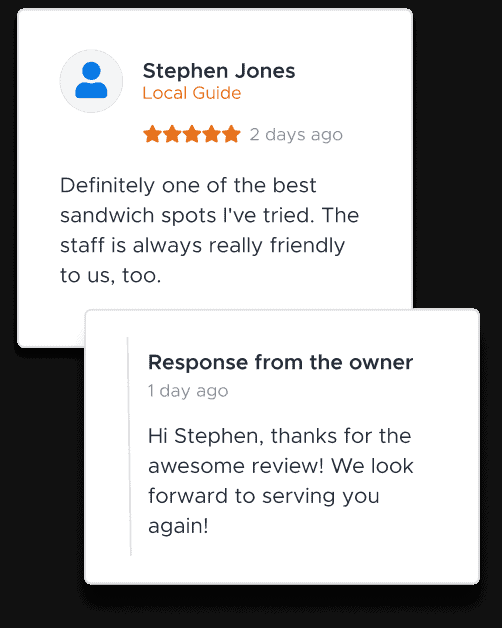 Stephen Jones
Local Guide
2 days ago
Definitely one of the best
sandwich spots I've tried. The
staff is always really friendly
to us, too.
Response from the owner
1 day ago
Hi Stephen, thanks for the
awesome review! We look
forward to serving you
again!